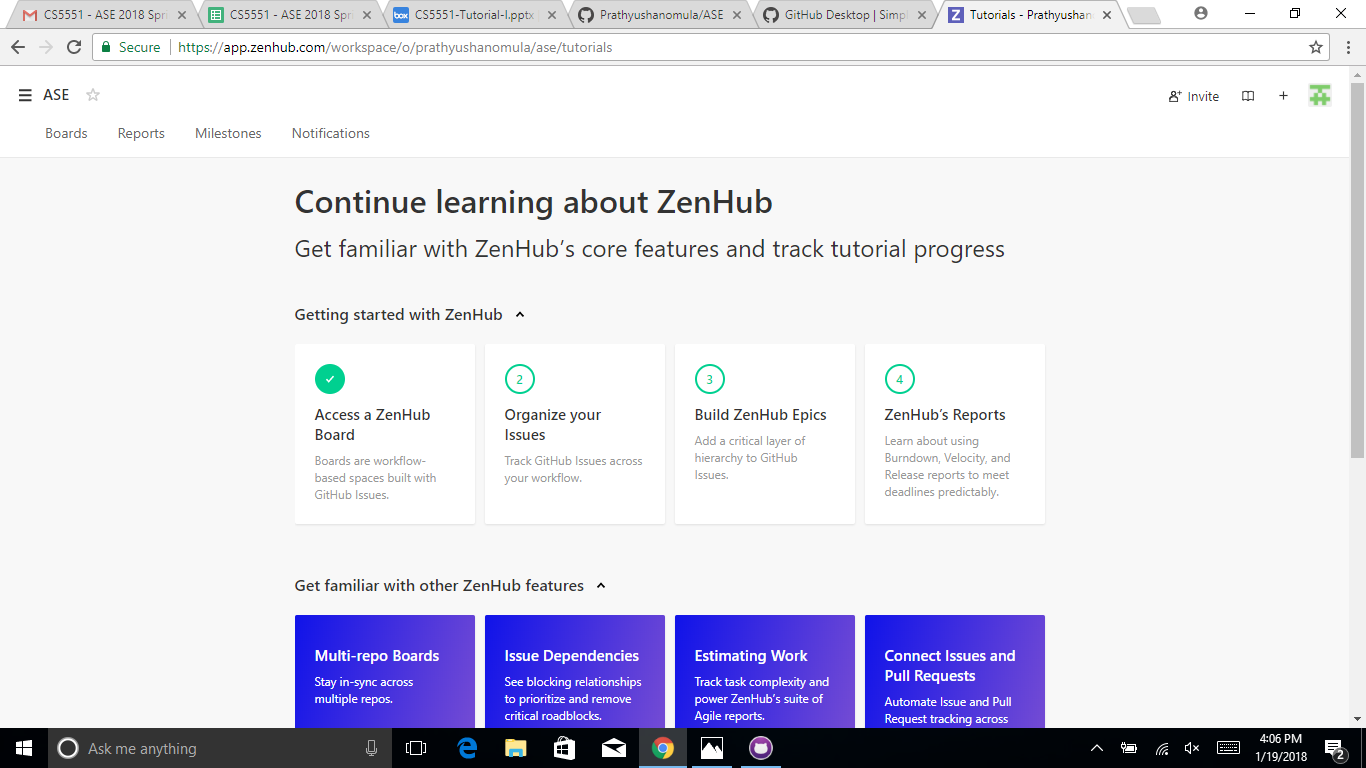 CS5551 - ASE 2018 Spri
CS5551 - ASE 2018 Spri
box CS5551-Tutorial-I.pptx
Prathyushanomula/ASE
GitHub Desktop | Simpl
Z Tutorials - Prathyushan
Secure https://app.zenhub.com/workspace/o/prathyushanomula/ase/tutorials
ASE
Invite
Boards Reports Milestones Notifications
Continue learning about ZenHub
Get familiar with ZenHub’s core features and track tutorial progress
Getting started with ZenHub
Access a ZenHub
Board
Boards are workflow-
based spaces built with
GitHub Issues.
2
Organize your
Issues
Track GitHub Issues across
your workflow.
3
Build ZenHub Epics
Add a critical layer of
hierarchy to GitHub
Issues.
4
ZenHub’s Reports
Learn about using
Burndown, Velocity, and
Release reports to meet
deadlines predictably.
Get familiar with other ZenHub features
Multi-repo Boards
Stay in-sync across
multiple repos.
Issue Dependencies
See blocking relationships
to prioritize and remove
critical roadblocks.
Estimating Work
Track task complexity and
power ZenHub’s suite of
Agile reports.
Connect Issues and
Pull Requests
Automate Issue and Pull
Request tracking across
Ask me anything
4:06 PM
1/19/2018
2